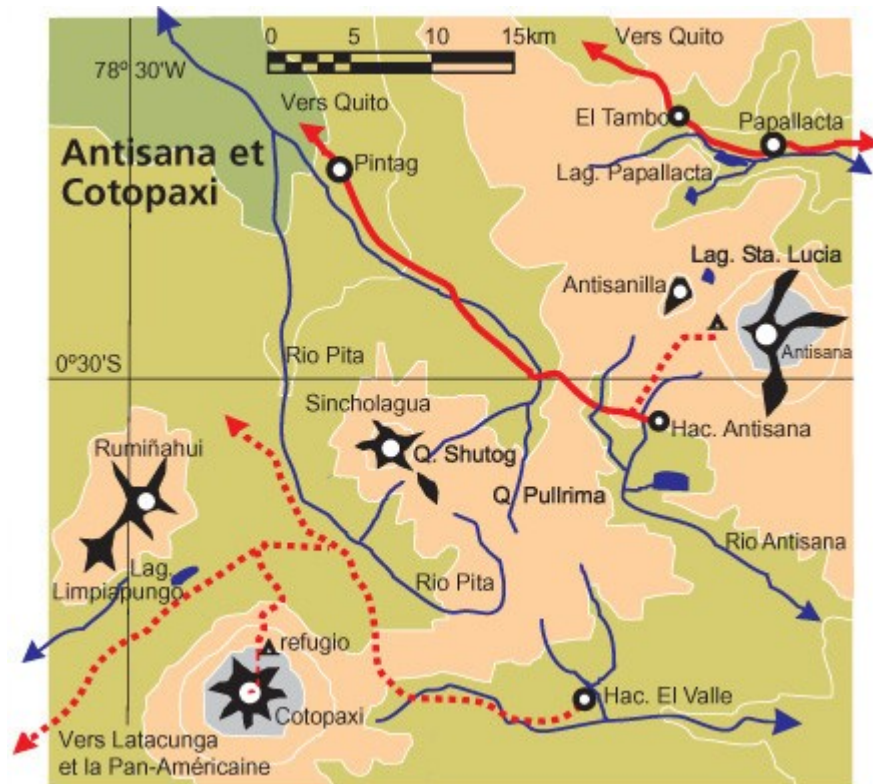 0 5 10 15km
78° 30'W
Vers Quito
Vers Quito
El Tambo
Papallacta
Antisana et
Cotopaxi
Pintag
Lag. Papallacta
Lag. Sta. Lucia
Antisanilla
Antisana
Rio Pita
0°30'S
Sincholagua
Hac. Antisana
Rumiñahui
Q. Shutog
Q. Pullrima
Rio Antisana
Lag.
Limpiapungo
Rio Pita
refugio
Hac. El Valle
Cotopaxi
Vers Latacunga
et la Pan-Américaine